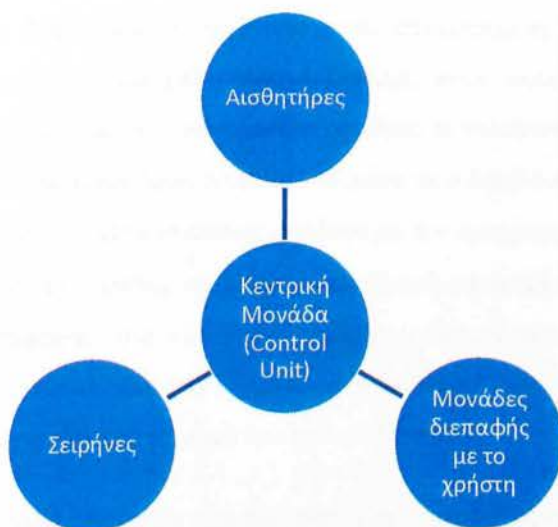 Αισθητήρες
Κεντρική
Μονάδα
(Control
Unit)
Σειρήνες
Μονάδες
διεπαφής
με το
χρήστη